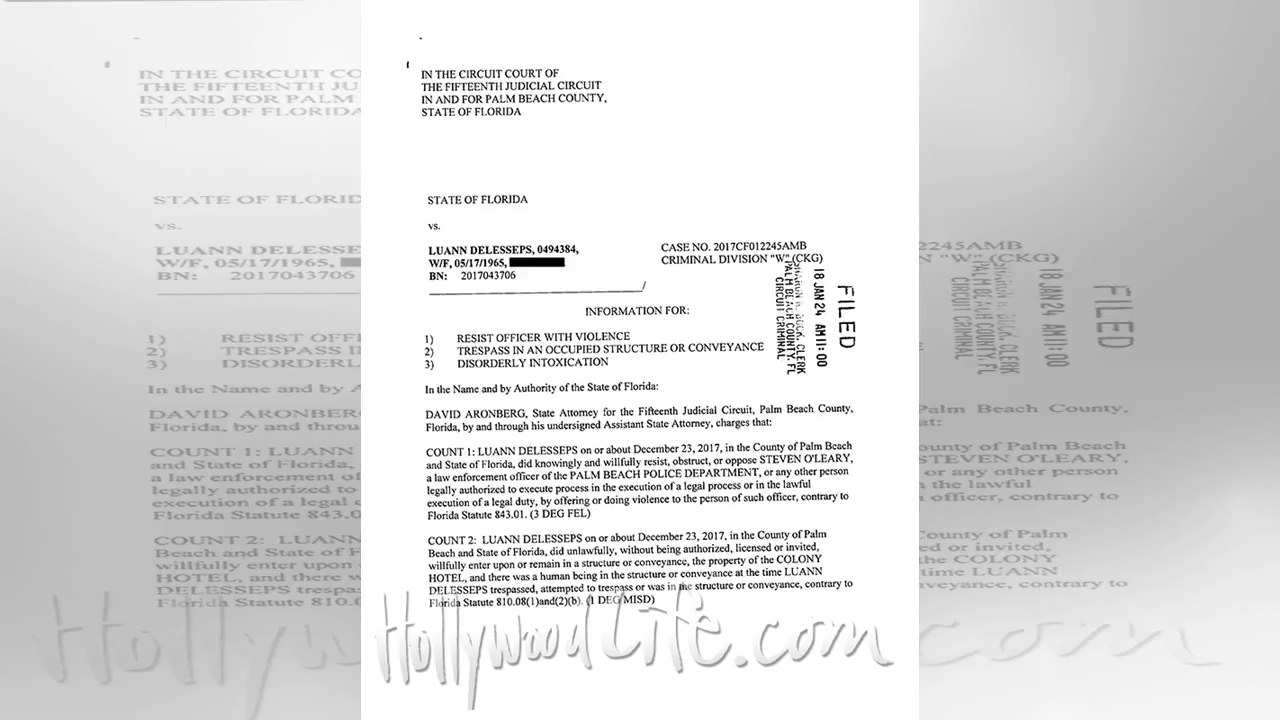 IN THE CIRCUIT COURT OF
THE FIFTEENTH JUDICIAL CIRCUIT
IN AND FOR PALM BEACH COUNTY,
STATE OF FLORIDA
STATE OF FLORIDA
vs.
LUANN DELESSEPS, 0494384,
W/F, 05/17/1965,
BN: 2017043706
CASE NO. 2017CF012245AMB
CRIMINAL DIVISION "W" (CKG)
FILED
18 JAN 24 AM 11:00
SHARON R. BOCK, CLERK
PALM BEACH COUNTY, FL
CIRCUIT CRIMINAL
INFORMATION FOR:
1) RESIST OFFICER WITH VIOLENCE
2) TRESPASS IN AN OCCUPIED STRUCTURE OR CONVEYANCE
3) DISORDERLY INTOXICATION
In the Name and by Authority of the State of Florida:
DAVID ARONBERG, State Attorney for the Fifteenth Judicial Circuit, Palm Beach County,
Florida, by and through his undersigned Assistant State Attorney, charges that:
COUNT 1: LUANN DELESSEPS on or about December 23, 2017, in the County of Palm Beach
and State of Florida, did knowingly and willfully resist, obstruct, or oppose STEVEN O'LEARY,
a law enforcement officer of the PALM BEACH POLICE DEPARTMENT, or any other person
legally authorized to execute process in the execution of a legal process or in the lawful
execution of a legal duty, by offering or doing violence to the person of such officer, contrary to
Florida Statute 843.01. (3 DEG FEL)
COUNT 2: LUANN DELESSEPS on or about December 23, 2017, in the County of Palm
Beach and State of Florida, did unlawfully, without being authorized, licensed or invited,
willfully enter upon or remain in a structure or conveyance, the property of the COLONY
HOTEL, and there was a human being in the structure or conveyance at the time LUANN
DELESSEPS trespassed, attempted to trespass or was in the structure or conveyance, contrary to
Florida Statute 810.08(1)and(2)(b). (1 DEG MISD)
HollywoodLife.com